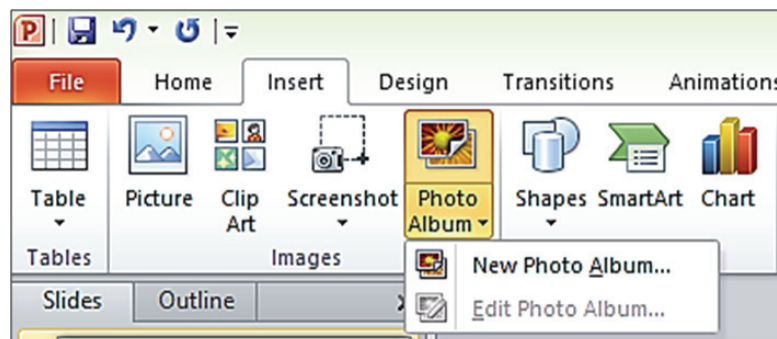 P
File Home Insert Design Transitions Animations
Table Picture Clip Art Screenshot Photo Album Shapes SmartArt Chart
Tables Images
New Photo Album...
Slides Outline
Edit Photo Album...